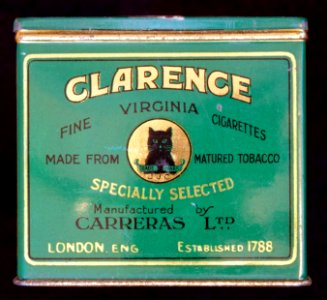 CLARENCE
VIRGINIA
FINE CIGARETTES
MADE FROM MATURED TOBACCO
SPECIALLY SELECTED
Manufactured by
CARRERAS LTD
LONDON, ENG ESTABLISHED 1788